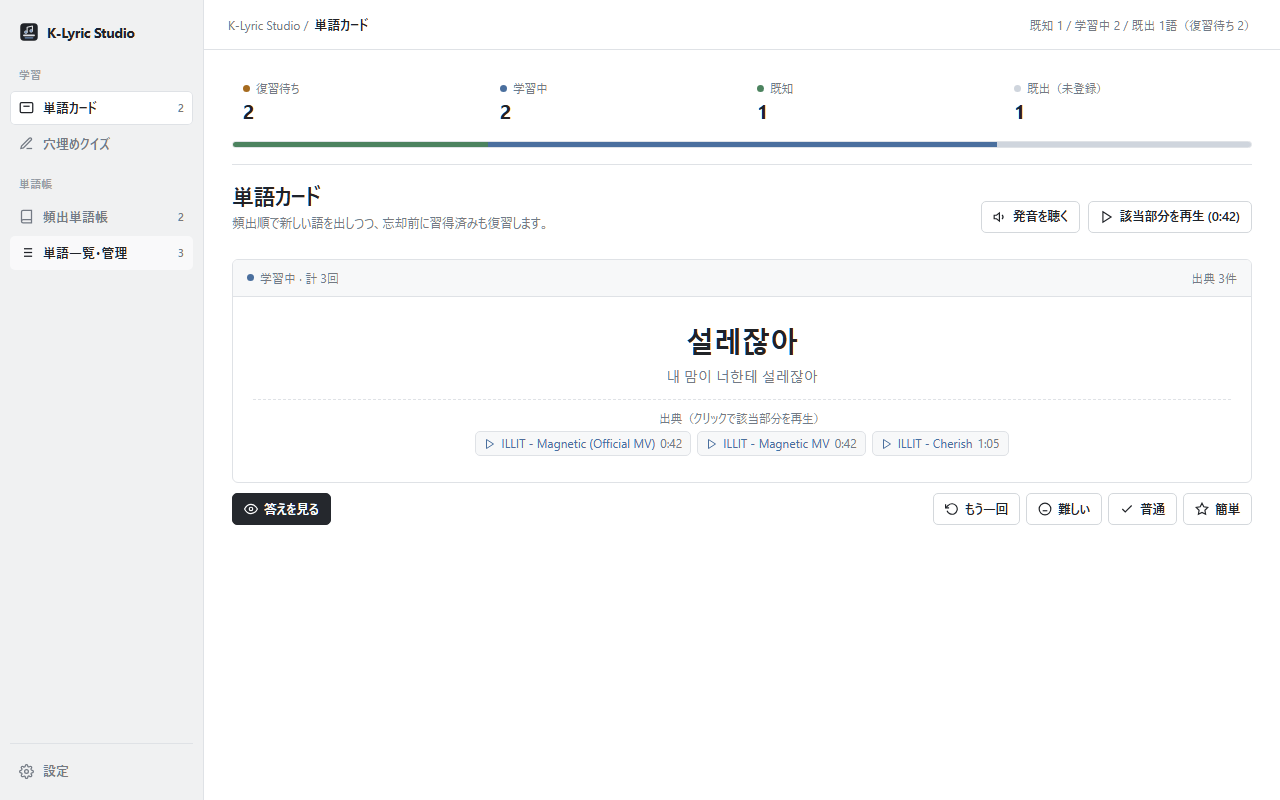 K-Lyric Studio
学習
単語カード 2
穴埋めクイズ
単語帳
頻出単語帳 2
単語一覧・管理 3
設定
K-Lyric Studio / 単語カード
既知 1 / 学習中 2 / 既出 1語（復習待ち 2）
復習待ち
2
学習中
2
既知
1
既出（未登録）
1
単語カード
頻出順で新しい語を出しつつ、忘却前に習得済みも復習します。
発音を聴く
該当部分を再生 (0:42)
学習中 · 計 3回
出典 3件
설레잖아
내 맘이 너한테 설레잖아
出典（クリックで該当部分を再生）
ILLIT - Magnetic (Official MV) 0:42
ILLIT - Magnetic MV 0:42
ILLIT - Cherish 1:05
答えを見る
もう一回
難しい
普通
簡単